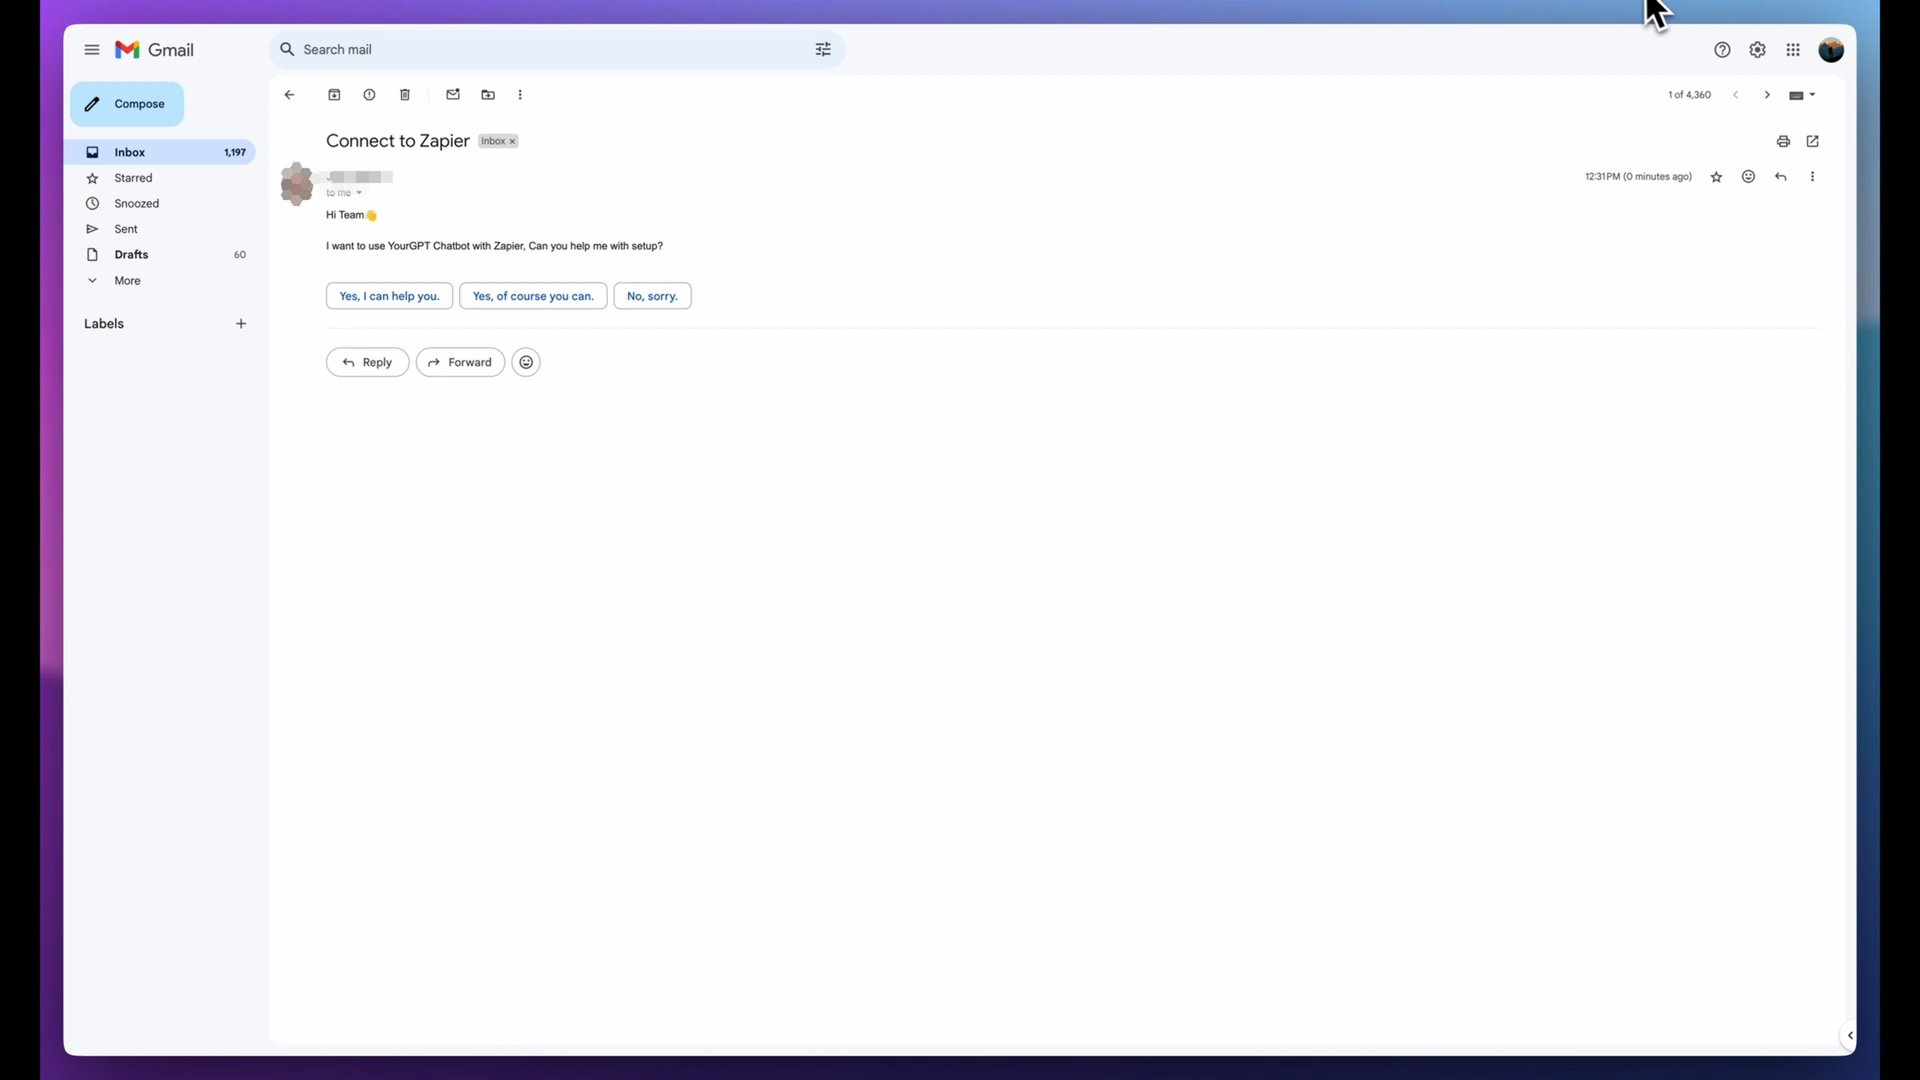 Gmail
Search mail
Compose
1 of 4,360
Connect to Zapier
Inbox ×
Inbox 1,197
Starred
Snoozed
Sent
Drafts 60
More
Labels
12:31 PM (0 minutes ago)
to me
Hi Team👋
I want to use YourGPT Chatbot with Zapier, Can you help me with setup?
Yes, I can help you.
Yes, of course you can.
No, sorry.
Reply
Forward